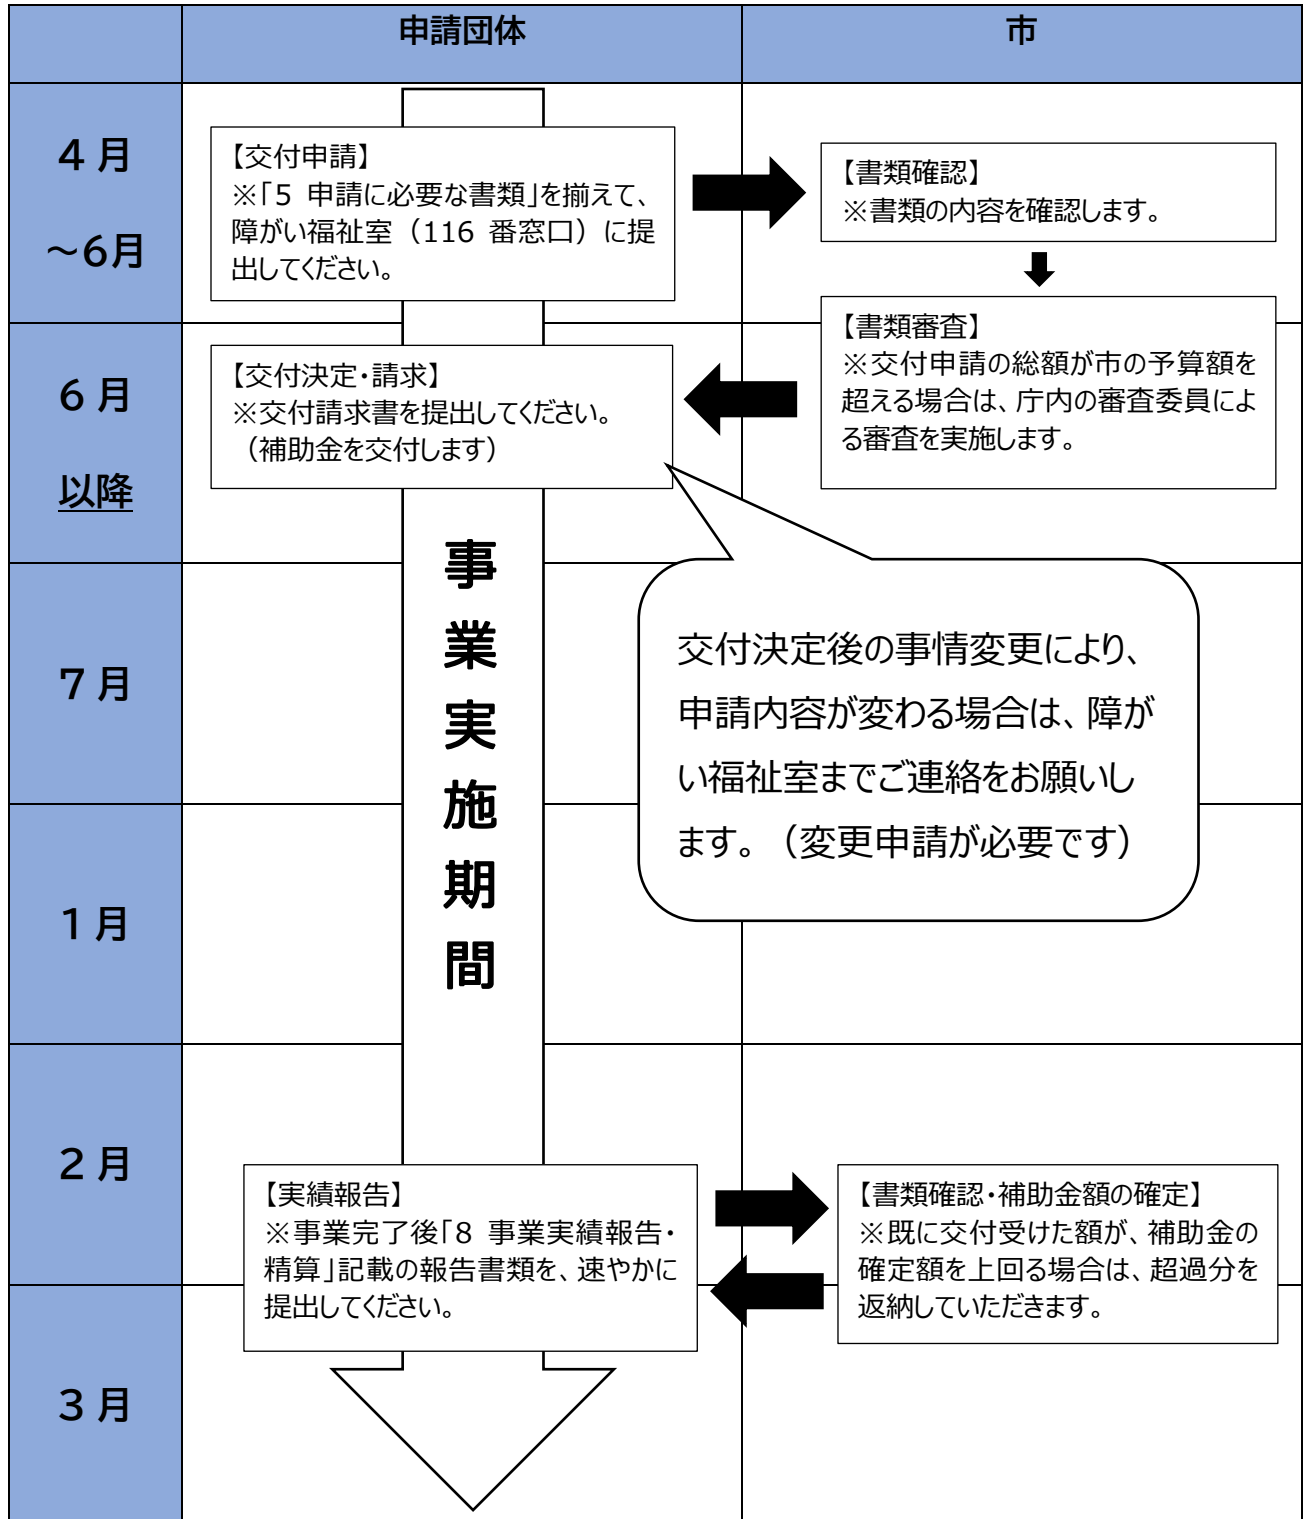 申請団体
市
4月
～6月
【交付申請】
※「5 申請に必要な書類」を揃えて、
障がい福祉室（116 番窓口）に提
出してください。
【書類確認】
※書類の内容を確認します。
6月
以降
【交付決定・請求】
※交付請求書を提出してください。
（補助金を交付します）
【書類審査】
※交付申請の総額が市の予算額を
超える場合は、庁内の審査委員によ
る審査を実施します。
事業実施期間
7月
交付決定後の事情変更により、
申請内容が変わる場合は、障が
い福祉室までご連絡をお願いし
ます。（変更申請が必要です）
1月
2月
【実績報告】
※事業完了後「8 事業実績報告・
精算」記載の報告書類を、速やかに
提出してください。
【書類確認・補助金額の確定】
※既に交付受けた額が、補助金の
確定額を上回る場合は、超過分を
返納していただきます。
3月